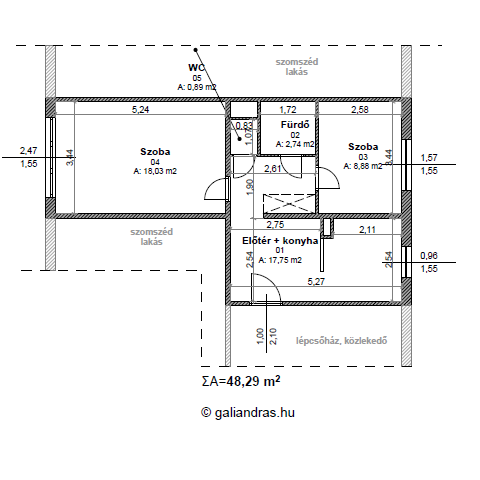 szomszéd
lakás
WC
05
A: 0,89 m2
5,24
0,83
1,72
2,58
1,07
Fürdő
02
A: 2,74 m2
Szoba
04
A: 18,03 m2
Szoba
03
A: 8,88 m2
2,47
1,55
3,44
3,44
1,57
1,55
2,61
1,90
2,75
2,11
szomszéd
lakás
Előtér + konyha
01
A: 17,75 m2
2,54
2,54
0,96
1,55
5,27
1,00
2,10
lépcsőház, közlekedő
ΣA=48,29 m²
© galiandras.hu